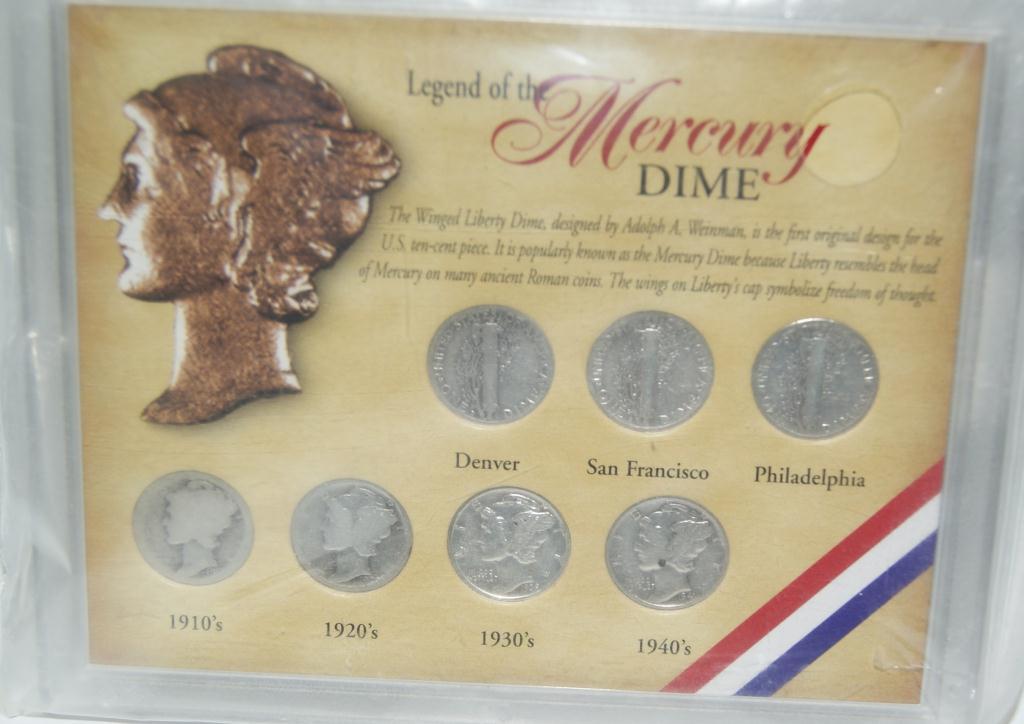 Legend of the
Mercury
DIME
The Winged Liberty Dime, designed by Adolph A. Weinman, is the first original design for the
U.S. ten-cent piece. It is popularly known as the Mercury Dime because Liberty resembles the head
of Mercury on many ancient Roman coins. The wings on Liberty's cap symbolize freedom of thought.
Denver
San Francisco
Philadelphia
1910's
1920's
1930's
1940's